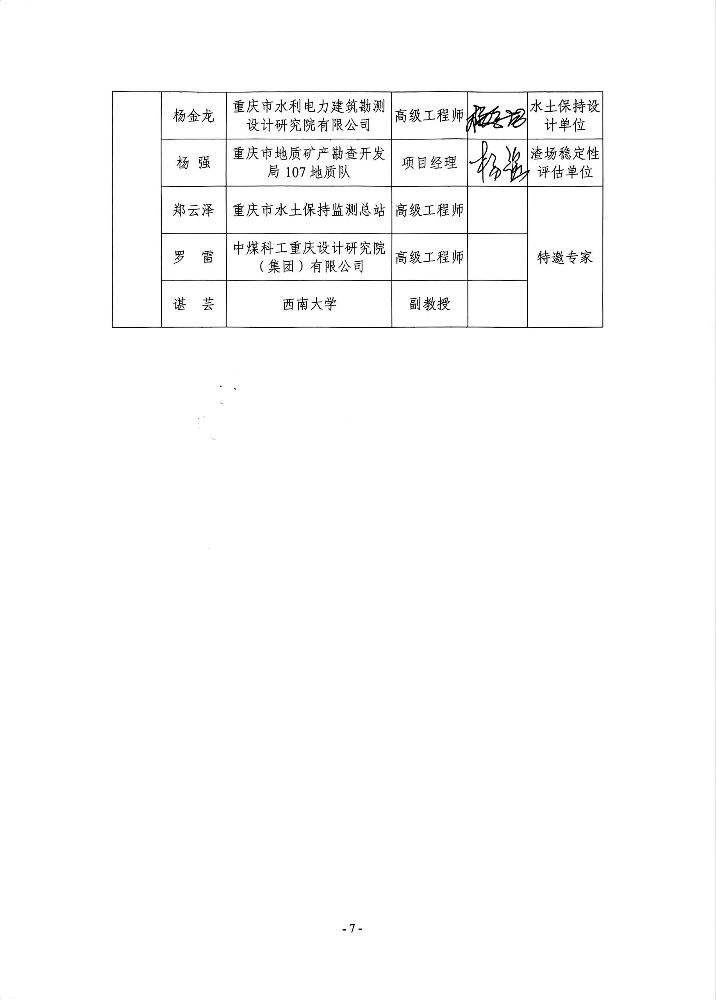 杨金龙 重庆市水利电力建筑勘测 高级工程师 水土保持设
设计研究院有限公司 计单位
杨 强 重庆市地质矿产勘查开发 项目经理 杨强 渣场稳定性
局 107 地质队 评估单位
郑云泽 重庆市水土保持监测总站 高级工程师
罗 雷 中煤科工重庆设计研究院 高级工程师 特邀专家
（集团）有限公司
谌 芸 西南大学 副教授
- 7 -